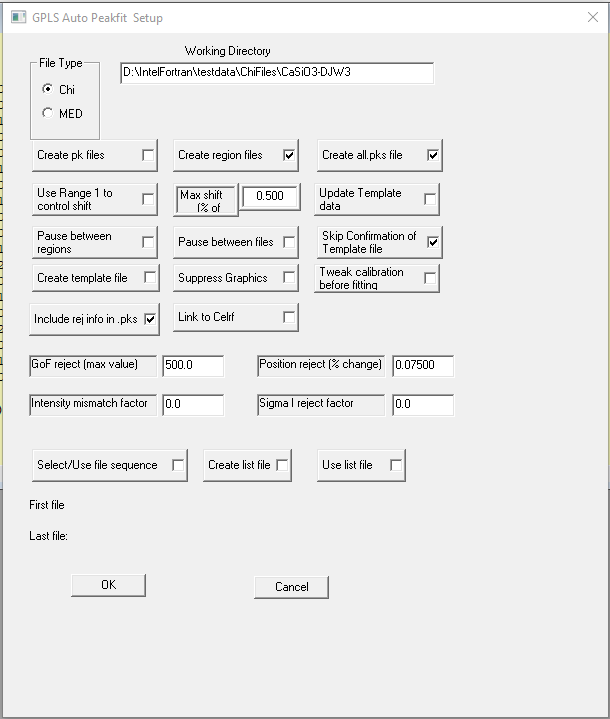 GPLS Auto Peakfit Setup
Working Directory
File Type
D:\IntelFortran\testdata\ChiFiles\CaSiO3-DJW3
Chi
MED
Create pk files
Create region files
Create all.pks file
Use Range 1 to
control shift
Max shift
(% of
0.500
Update Template
data
Pause between
regions
Pause between files
Skip Confirmation of
Template file
Create template file
Suppress Graphics
Tweak calibration
before fitting
Include rej info in .pks
Link to Celrf
GoF reject (max value)
500.0
Position reject (% change)
0.07500
Intensity mismatch factor
0.0
Sigma I reject factor
0.0
Select/Use file sequence
Create list file
Use list file
First file
Last file:
OK
Cancel